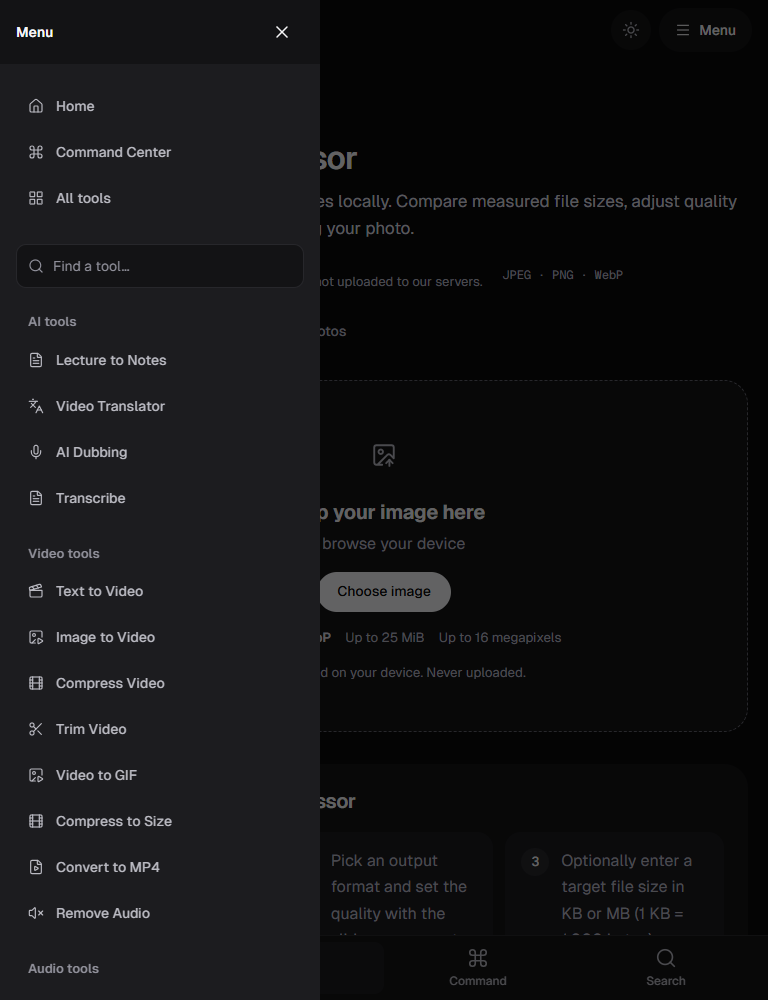 Menu
Home
Command Center
All tools
Find a tool…
AI tools
Lecture to Notes
Video Translator
AI Dubbing
Transcribe
Video tools
Text to Video
Image to Video
Compress Video
Trim Video
Video to GIF
Compress to Size
Convert to MP4
Remove Audio
Audio tools
Menu
locally. Compare measured file sizes, adjust quality
your photo.
uploaded to our servers.
JPEG · PNG · WebP
your image here
browse your device
Choose image
Up to 25 MiB Up to 16 megapixels
on your device. Never uploaded.
Pick an output
format and set the
quality with the
3
Optionally enter a
target file size in
KB or MB (1 KB =
Command
Search